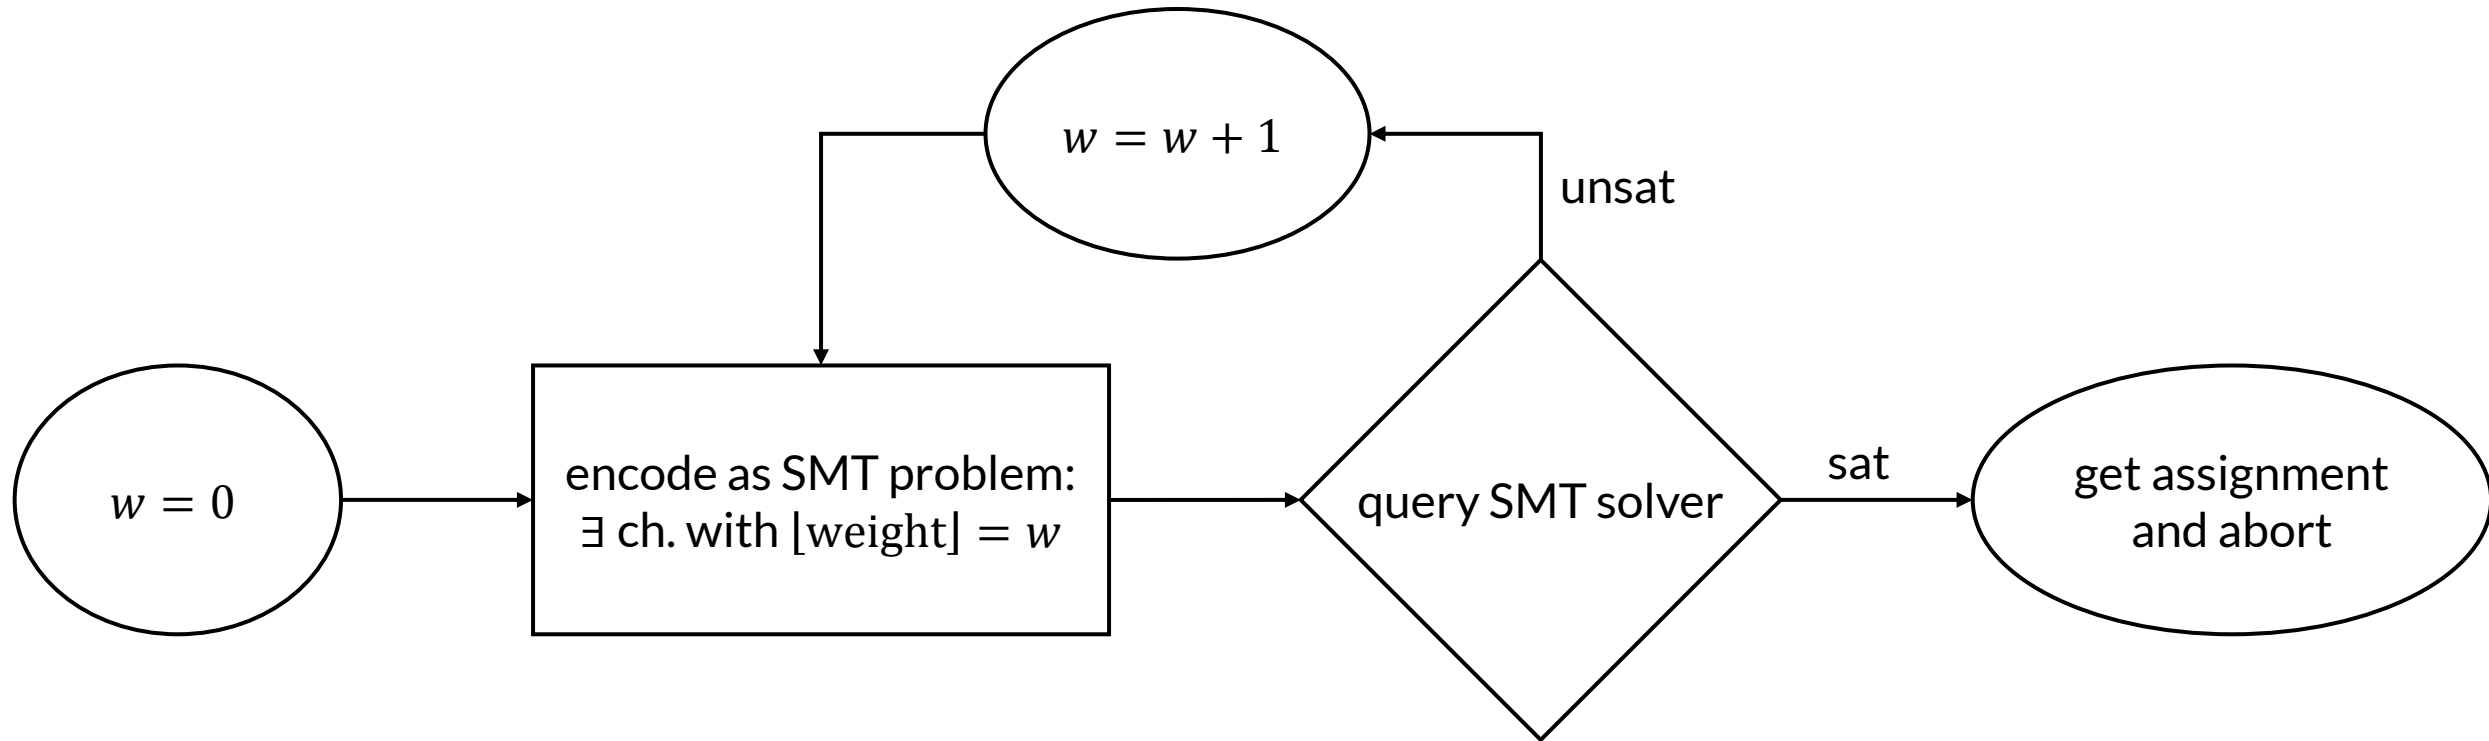 w = w + 1
unsat
w = 0
encode as SMT problem:
∃ ch. with ⌊weight⌋ = w
query SMT solver
sat
get assignment
and abort